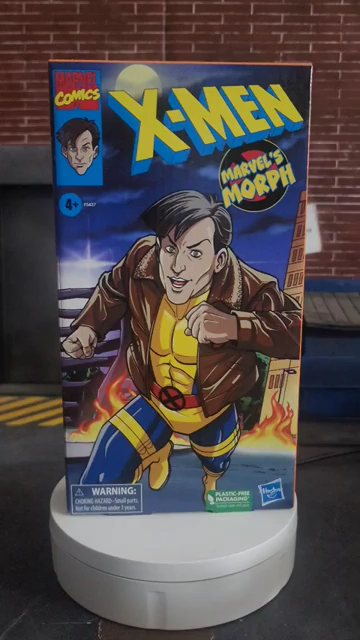 MARVEL
COMICS
X-MEN
MARVEL'S
MORPH
4+
F3437
WARNING:
CHOKING HAZARD–Small parts.
Not for children under 3 years.
PLASTIC-FREE
PACKAGING
Hasbro